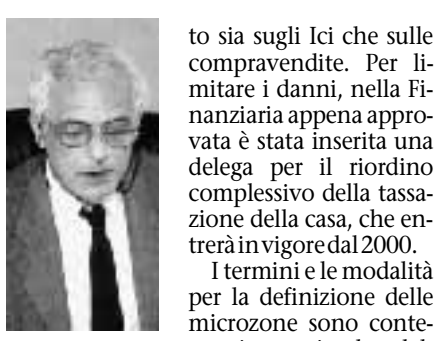 to sia sugli Ici che sulle
compravendite. Per li-
mitare i danni, nella Fi-
nanziaria appena appro-
vata è stata inserita una
delega per il riordino
complessivo della tassa-
zione della casa, che en-
trerà in vigore dal 2000.
I termini e le modalità
per la definizione delle
microzone sono conte-